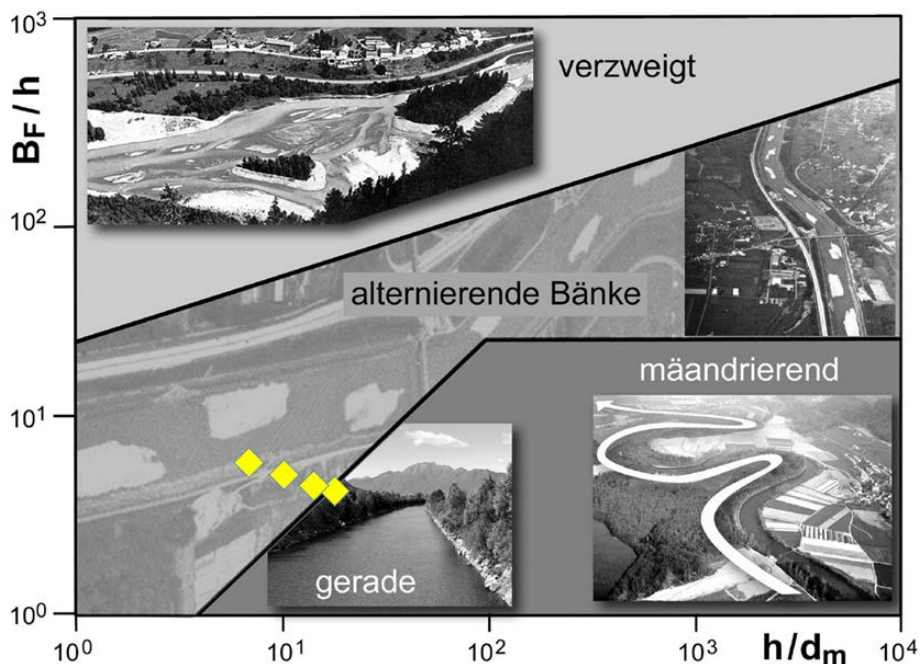 10³
B_F / h
verzweigt
10²
alternierende Bänke
mäandrierend
10¹
gerade
10⁰
10⁰ 10¹ 10² 10³ h/d_m 10⁴